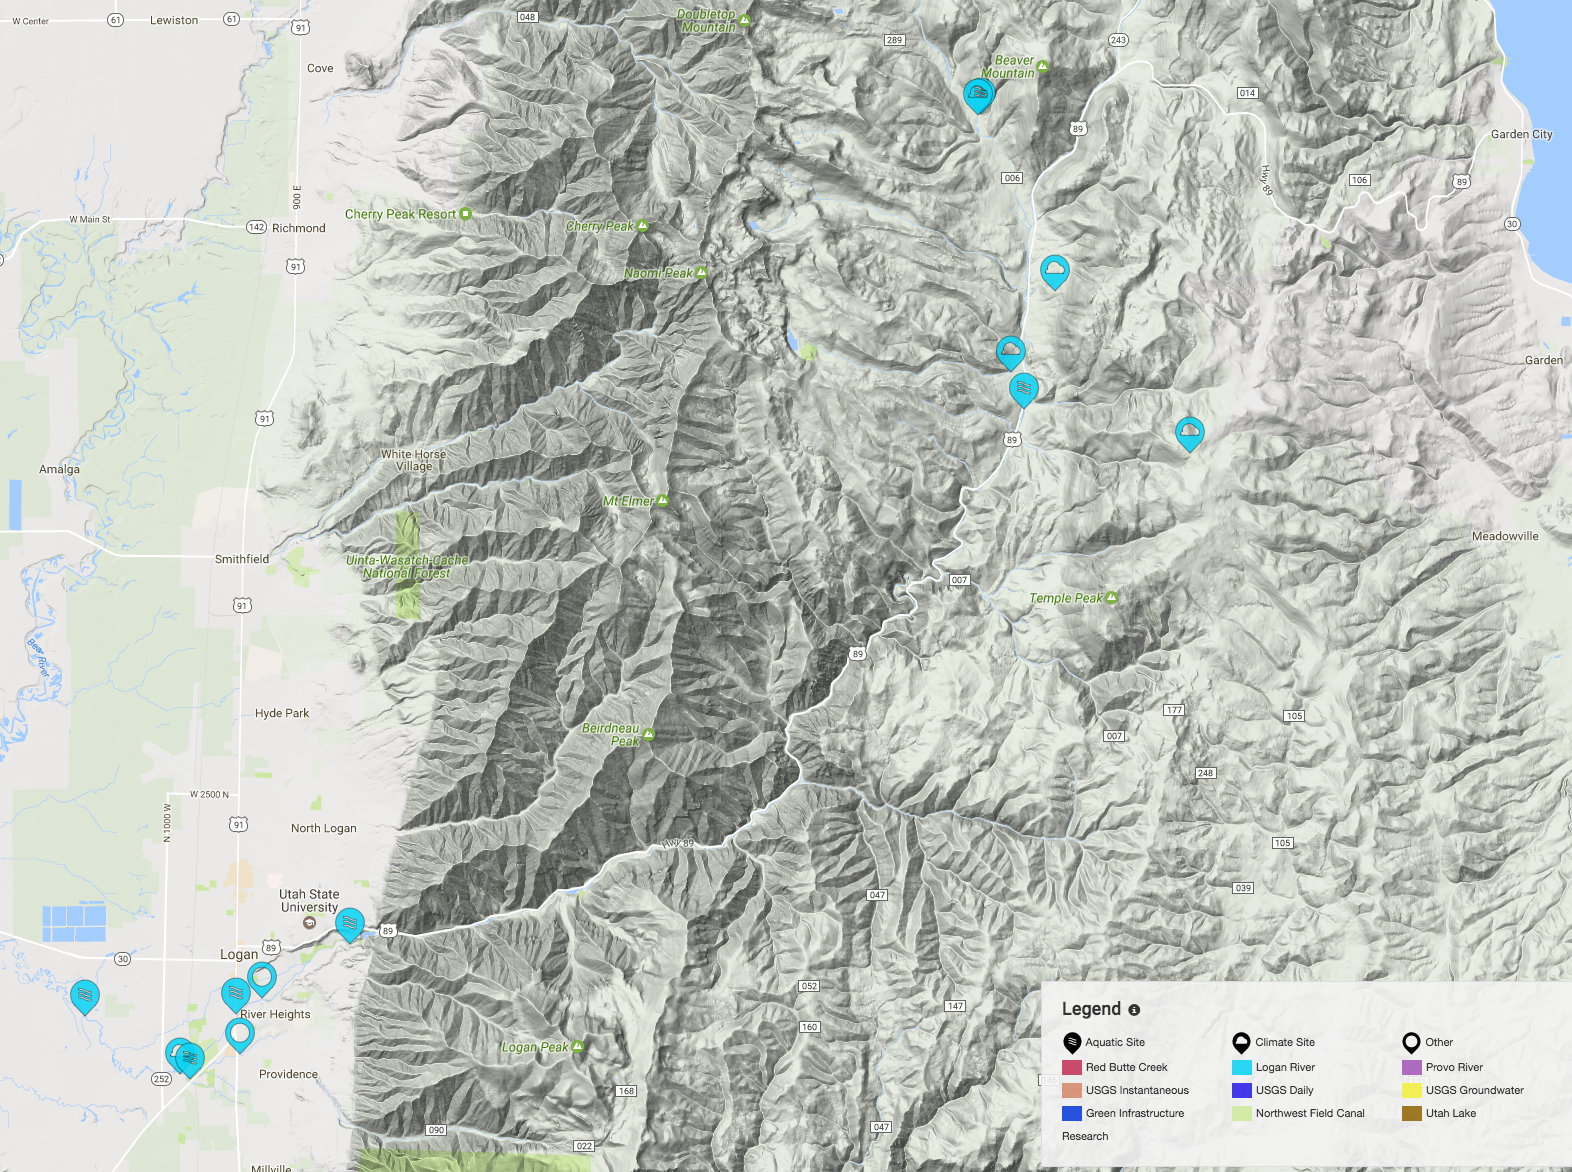 W Center
61
Lewiston
61
91
048
Doubletop
Mountain
289
243
Beaver
Mountain
Cove
014
89
Garden City
006
Hwy 89
106
89
900 E
Cherry Peak Resort
W Main St
142
Richmond
Cherry Peak
30
91
Naomi Peak
Garden
91
89
White Horse
Village
Amalga
Mt Elmer
Meadowville
Smithfield
Uinta-Wasatch-Cache
National Forest
007
Temple Peak
91
Bear River
89
Hyde Park
177
105
Beirdneau
Peak
007
248
W 2500 N
N 1000 W
91
North Logan
Hwy 89
105
047
039
Utah State
University
89
89
Logan
30
052
147
River Heights
160
Logan Peak
252
Providence
168
090
047
022
Millville
Legend
Aquatic Site
Climate Site
Other
Red Butte Creek
Logan River
Provo River
USGS Instantaneous
USGS Daily
USGS Groundwater
Green Infrastructure
Northwest Field Canal
Utah Lake
Research